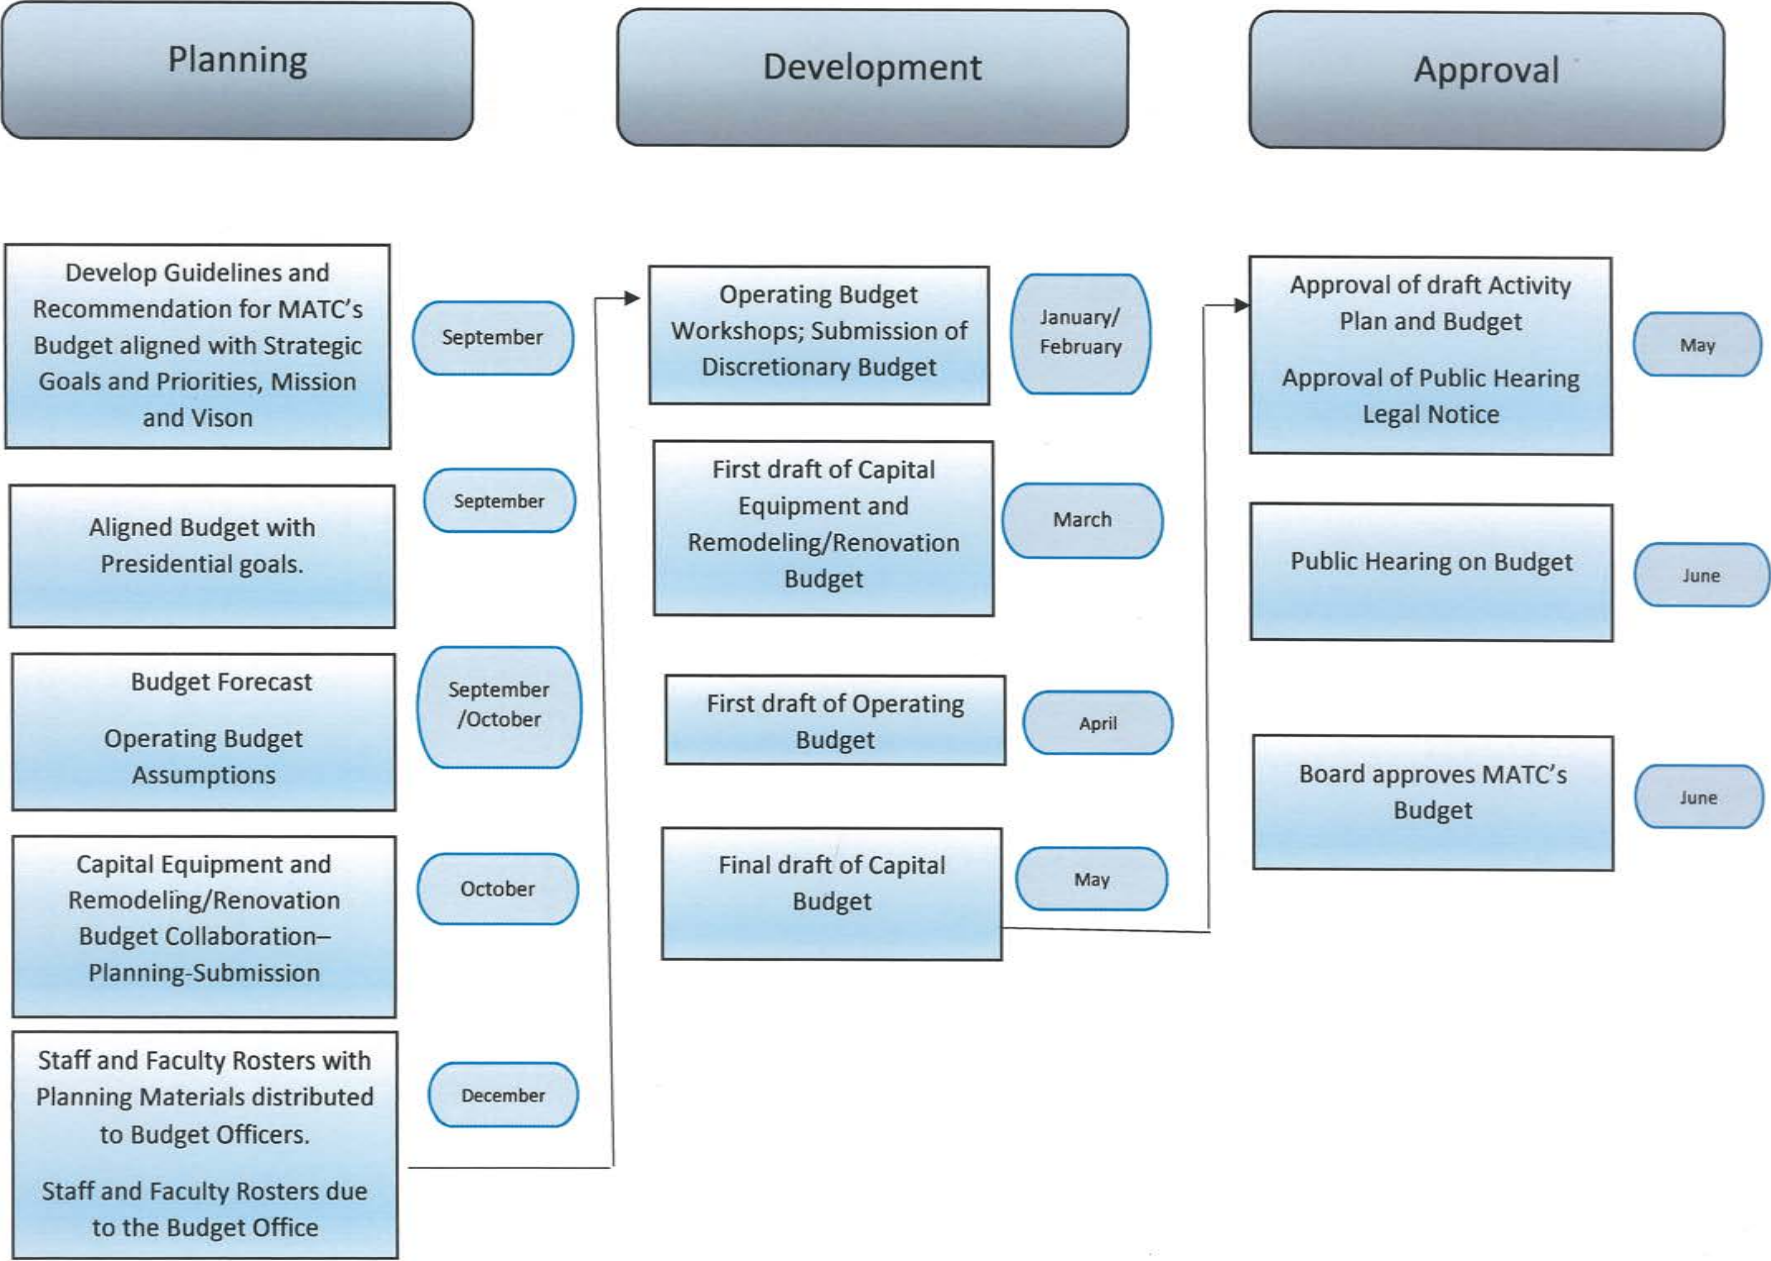 Planning
Development
Approval
Develop Guidelines and
Recommendation for MATC's
Budget aligned with Strategic
Goals and Priorities, Mission
and Vison
September
Aligned Budget with
Presidential goals.
September
Budget Forecast
Operating Budget
Assumptions
September
/October
Capital Equipment and
Remodeling/Renovation
Budget Collaboration–
Planning-Submission
October
Staff and Faculty Rosters with
Planning Materials distributed
to Budget Officers.
Staff and Faculty Rosters due
to the Budget Office
December
Operating Budget
Workshops; Submission of
Discretionary Budget
January/
February
First draft of Capital
Equipment and
Remodeling/Renovation
Budget
March
First draft of Operating
Budget
April
Final draft of Capital
Budget
May
Approval of draft Activity
Plan and Budget
Approval of Public Hearing
Legal Notice
May
Public Hearing on Budget
June
Board approves MATC's
Budget
June